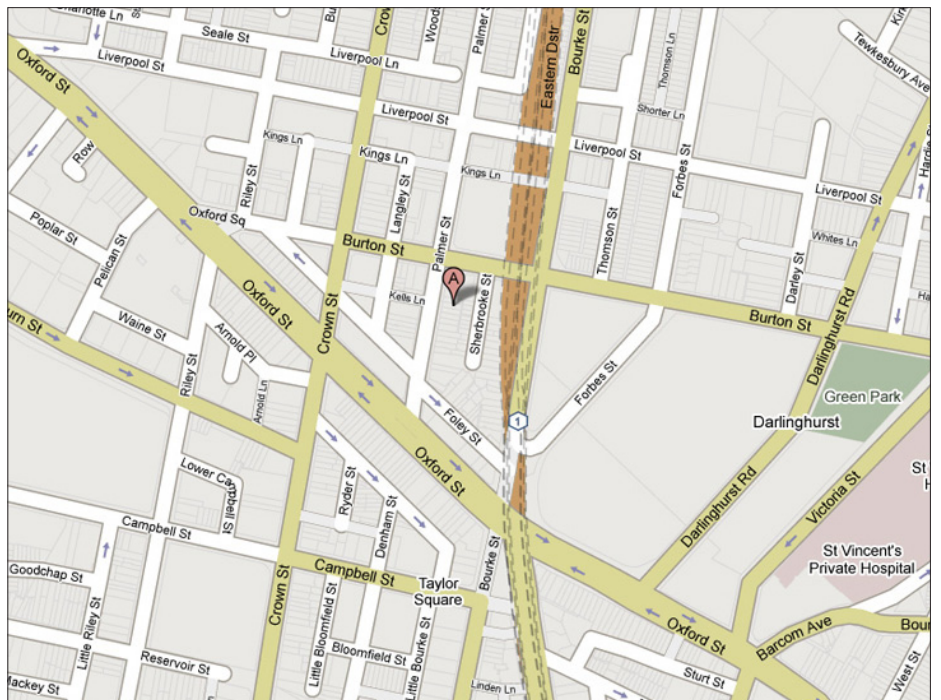 Charlotte Ln
Seale St
Crow
Palmer St
Eastern Dstr
Bourke St
Thomson Ln
Tewkesbury Ave
Oxford St
Liverpool St
Liverpool Ln
Liverpool St
Shorter Ln
Liverpool St
Forbes St
Liverpool St
Kings Ln
Kings Ln
Kings Ln
Row
Riley St
Langley St
Palmer St
Oxford Sq
Poplar St
Pelican St
Burton St
Thomson St
Darley St
Whites Ln
A
Kells Ln
Sherbrooke St
Oxford St
Crown St
Burton St
Darlinghurst Rd
Waine St
Arnold Pl
Riley St
Arnold Ln
Forbes St
Green Park
Foley St
1
Darlinghurst
Oxford St
Lower Campbell St
Ryder St
Darlinghurst Rd
Victoria St
Campbell St
Denham St
Bourke St
St Vincent's
Private Hospital
Goodchap St
Campbell St
Taylor
Square
Crown St
Little Riley St
Little Bloomfield St
Little Bourke St
Oxford St
Barcom Ave
Bour
Reservoir St
Bloomfield St
Sturt St
West St
Mackey St
Linden Ln